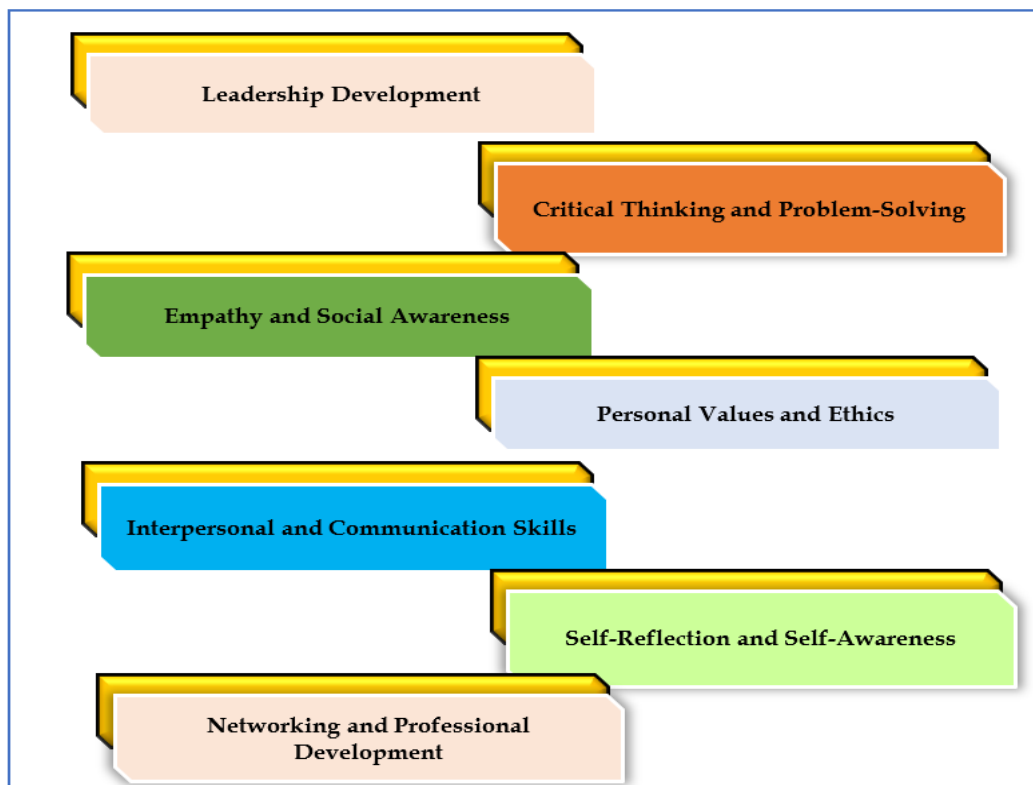 Leadership Development
Critical Thinking and Problem-Solving
Empathy and Social Awareness
Personal Values and Ethics
Interpersonal and Communication Skills
Self-Reflection and Self-Awareness
Networking and Professional
Development